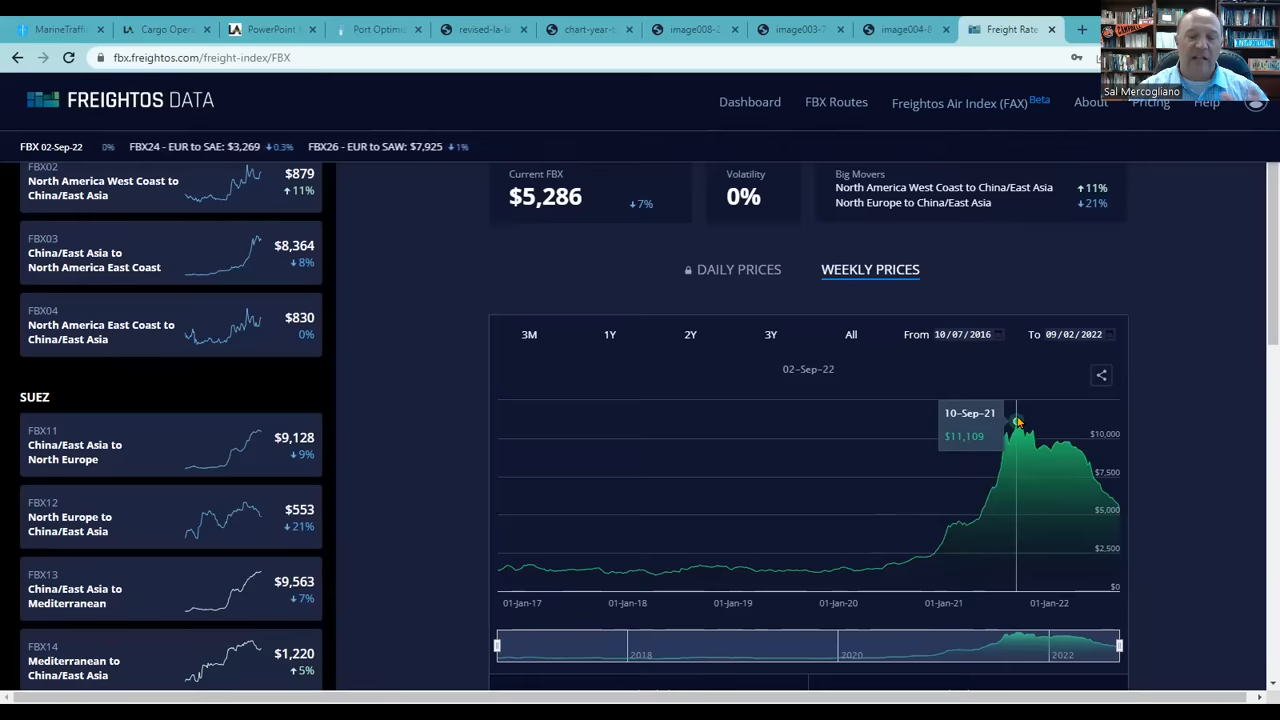 MarineTraffi
Cargo Oper
PowerPoint
Port Optimiz
revised-la-la
chart-year-t
image008-2
image003-7
image004-8
Freight Rate
fbx.freightos.com/freight-index/FBX
Sal Mercogliano
FREIGHTOS DATA
Dashboard
FBX Routes
Freightos Air Index (FAX) Beta
About
Pricing
Help
FBX 02-Sep-22 0% FBX24 - EUR to SAE: $3,269 0.3% FBX26 - EUR to SAW: $7,925 1%
FBX02
North America West Coast to
China/East Asia
$879
11%
FBX03
China/East Asia to
North America East Coast
$8,364
8%
FBX04
North America East Coast to
China/East Asia
$830
0%
SUEZ
FBX11
China/East Asia to
North Europe
$9,128
9%
FBX12
North Europe to
China/East Asia
$553
21%
FBX13
China/East Asia to
Mediterranean
$9,563
7%
FBX14
Mediterranean to
China/East Asia
$1,220
5%
Current FBX
$5,286
7%
Volatility
0%
Big Movers
North America West Coast to China/East Asia 11%
North Europe to China/East Asia 21%
DAILY PRICES
WEEKLY PRICES
3M 1Y 2Y 3Y All From 10/07/2016 To 09/02/2022
02-Sep-22
10-Sep-21
$11,109
$10,000
$7,500
$5,000
$2,500
$0
01-Jan-17 01-Jan-18 01-Jan-19 01-Jan-20 01-Jan-21 01-Jan-22
2018 2020 2022